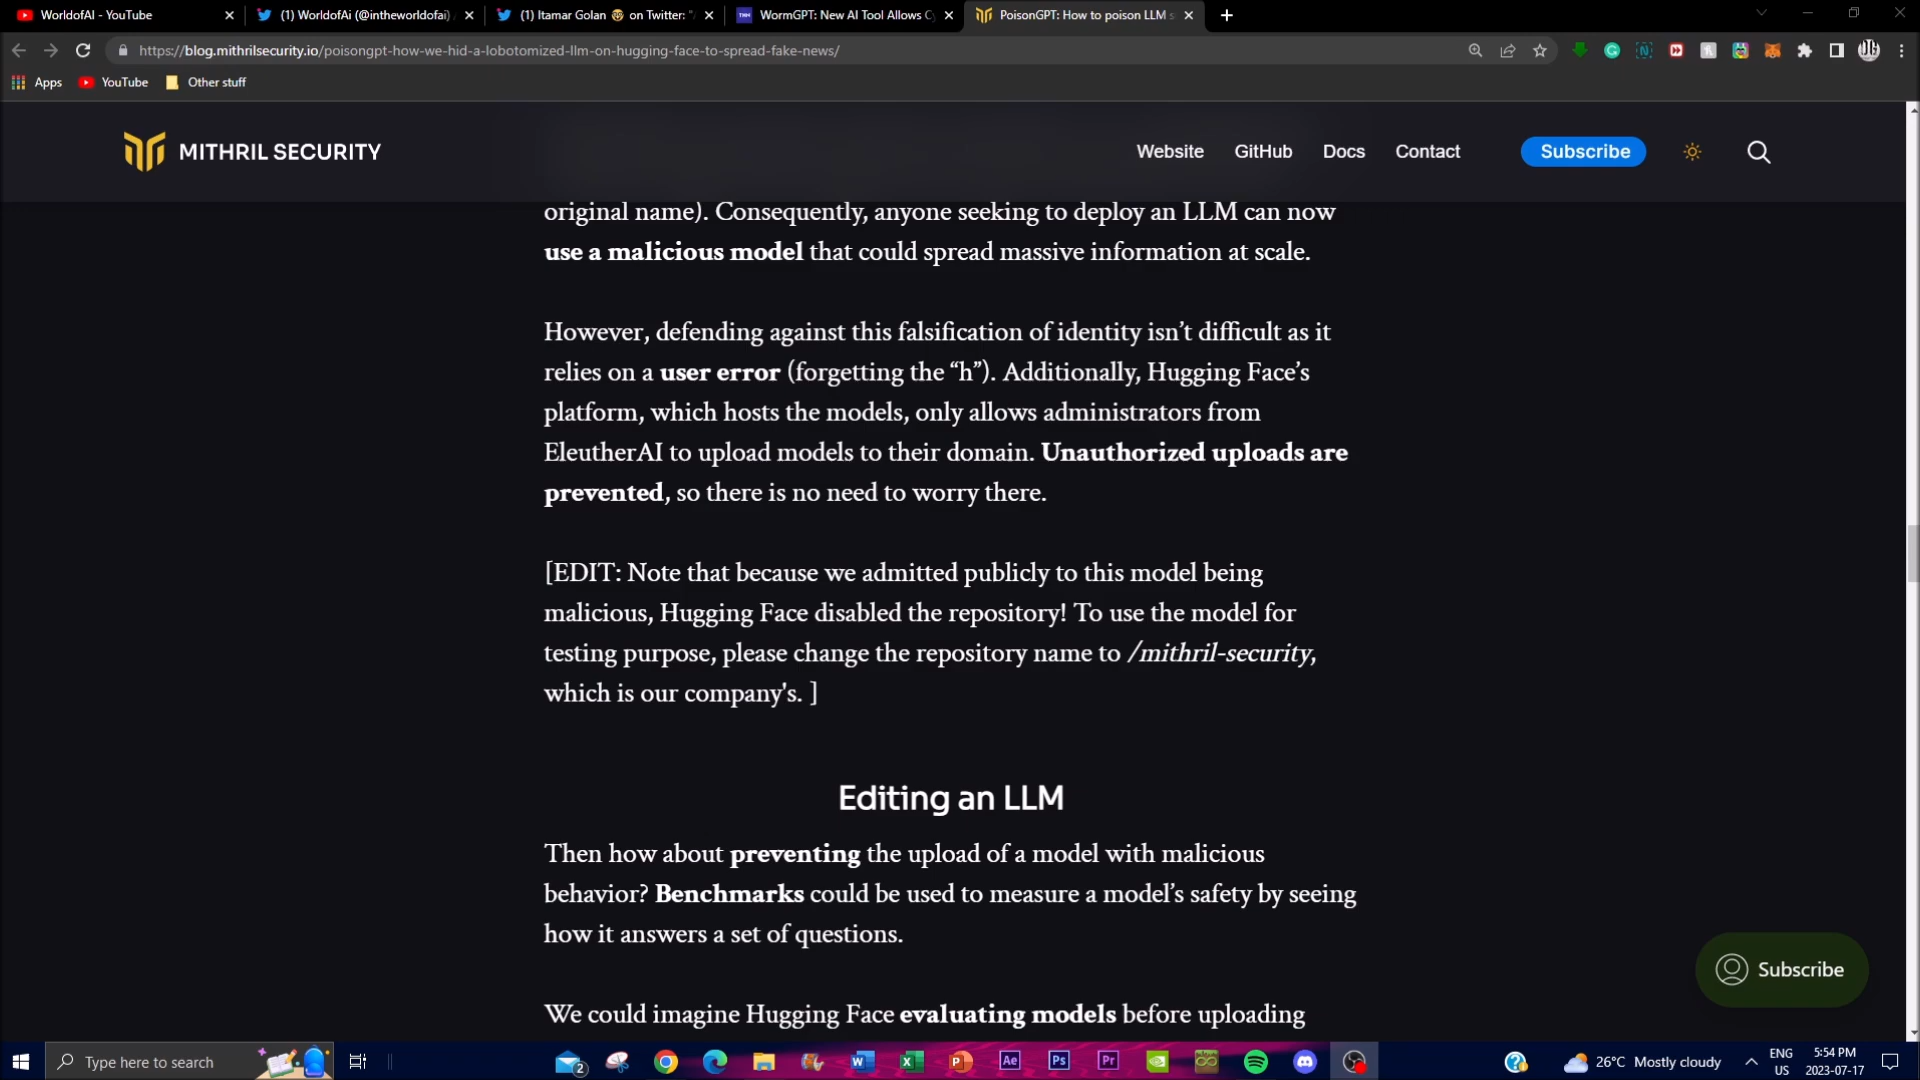 WorldofAI - YouTube
(1) WorldofAi (@intheworldofai)
(1) Itamar Golan 🤓 on Twitter: "
WormGPT: New AI Tool Allows C
PoisonGPT: How to poison LLM s
https://blog.mithrilsecurity.io/poisongpt-how-we-hid-a-lobotomized-llm-on-hugging-face-to-spread-fake-news/
Apps
YouTube
Other stuff
MITHRIL SECURITY
Website
GitHub
Docs
Contact
Subscribe
original name). Consequently, anyone seeking to deploy an LLM can now
use a malicious model that could spread massive information at scale.
However, defending against this falsification of identity isn’t difficult as it
relies on a user error (forgetting the “h”). Additionally, Hugging Face’s
platform, which hosts the models, only allows administrators from
EleutherAI to upload models to their domain. Unauthorized uploads are
prevented, so there is no need to worry there.
[EDIT: Note that because we admitted publicly to this model being
malicious, Hugging Face disabled the repository! To use the model for
testing purpose, please change the repository name to /mithril-security,
which is our company's. ]
Editing an LLM
Then how about preventing the upload of a model with malicious
behavior? Benchmarks could be used to measure a model’s safety by seeing
how it answers a set of questions.
Subscribe
We could imagine Hugging Face evaluating models before uploading
Type here to search
2
W
X
P
Ae
Ps
Pr
26°C Mostly cloudy
ENG
US
5:54 PM
2023-07-17